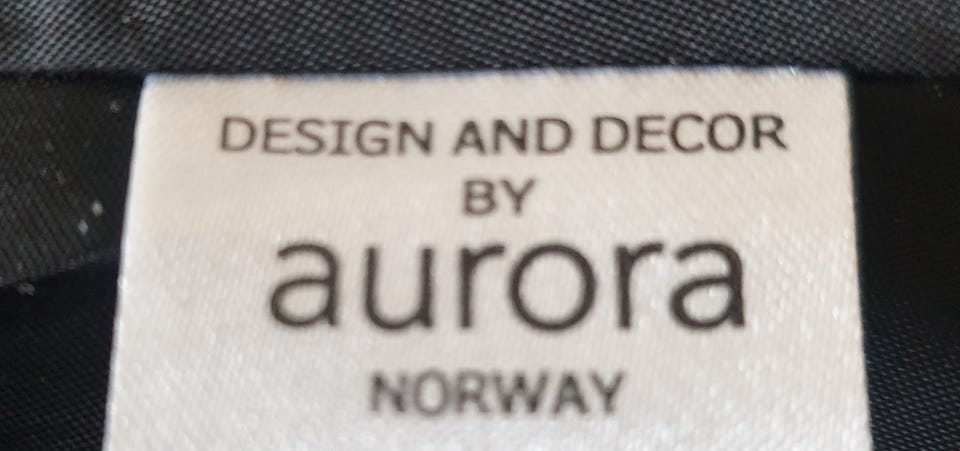 DESIGN AND DECOR
BY
aurora
NORWAY